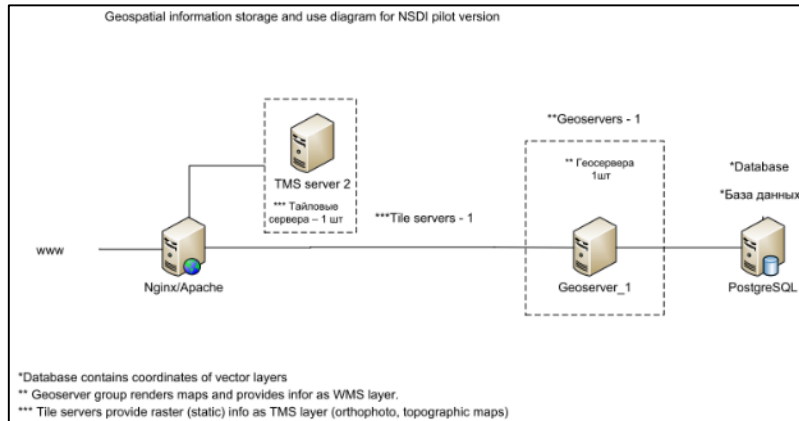 Geospatial information storage and use diagram for NSDI pilot version
**Geoservers - 1
TMS server 2
*** Тайловые
сервера – 1 шт
***Tile servers - 1
** Геосервера
1шт
*Database
*База данных
www
Nginx/Apache
Geoserver_1
PostgreSQL
*Database contains coordinates of vector layers
** Geoserver group renders maps and provides infor as WMS layer.
*** Tile servers provide raster (static) info as TMS layer (orthophoto, topographic maps)